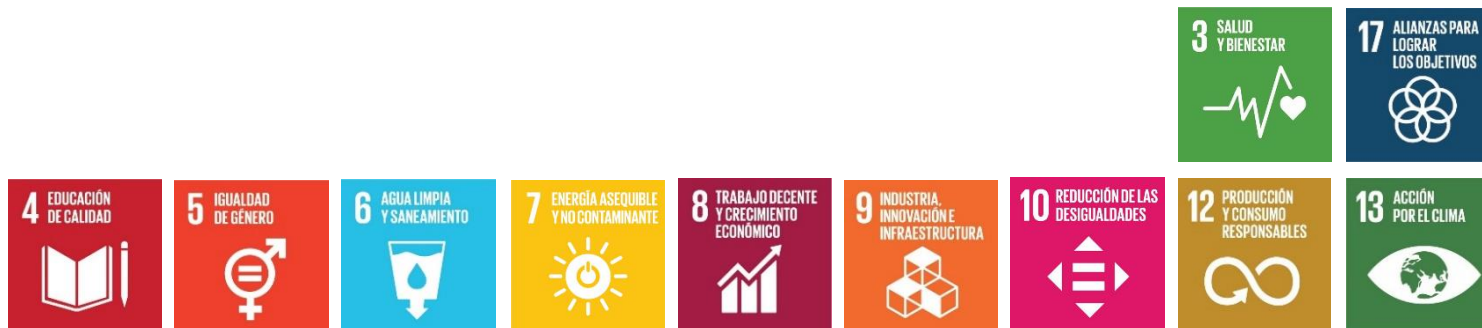 3 SALUD
Y BIENESTAR
17 ALIANZAS PARA
LOGRAR
LOS OBJETIVOS
4 EDUCACIÓN
DE CALIDAD
5 IGUALDAD
DE GÉNERO
6 AGUA LIMPIA
Y SANEAMIENTO
7 ENERGÍA ASEQUIBLE
Y NO CONTAMINANTE
8 TRABAJO DECENTE
Y CRECIMIENTO
ECONÓMICO
9 INDUSTRIA,
INNOVACIÓN E
INFRAESTRUCTURA
10 REDUCCIÓN DE LAS
DESIGUALDADES
12 PRODUCCIÓN
Y CONSUMO
RESPONSABLES
13 ACCIÓN
POR EL CLIMA